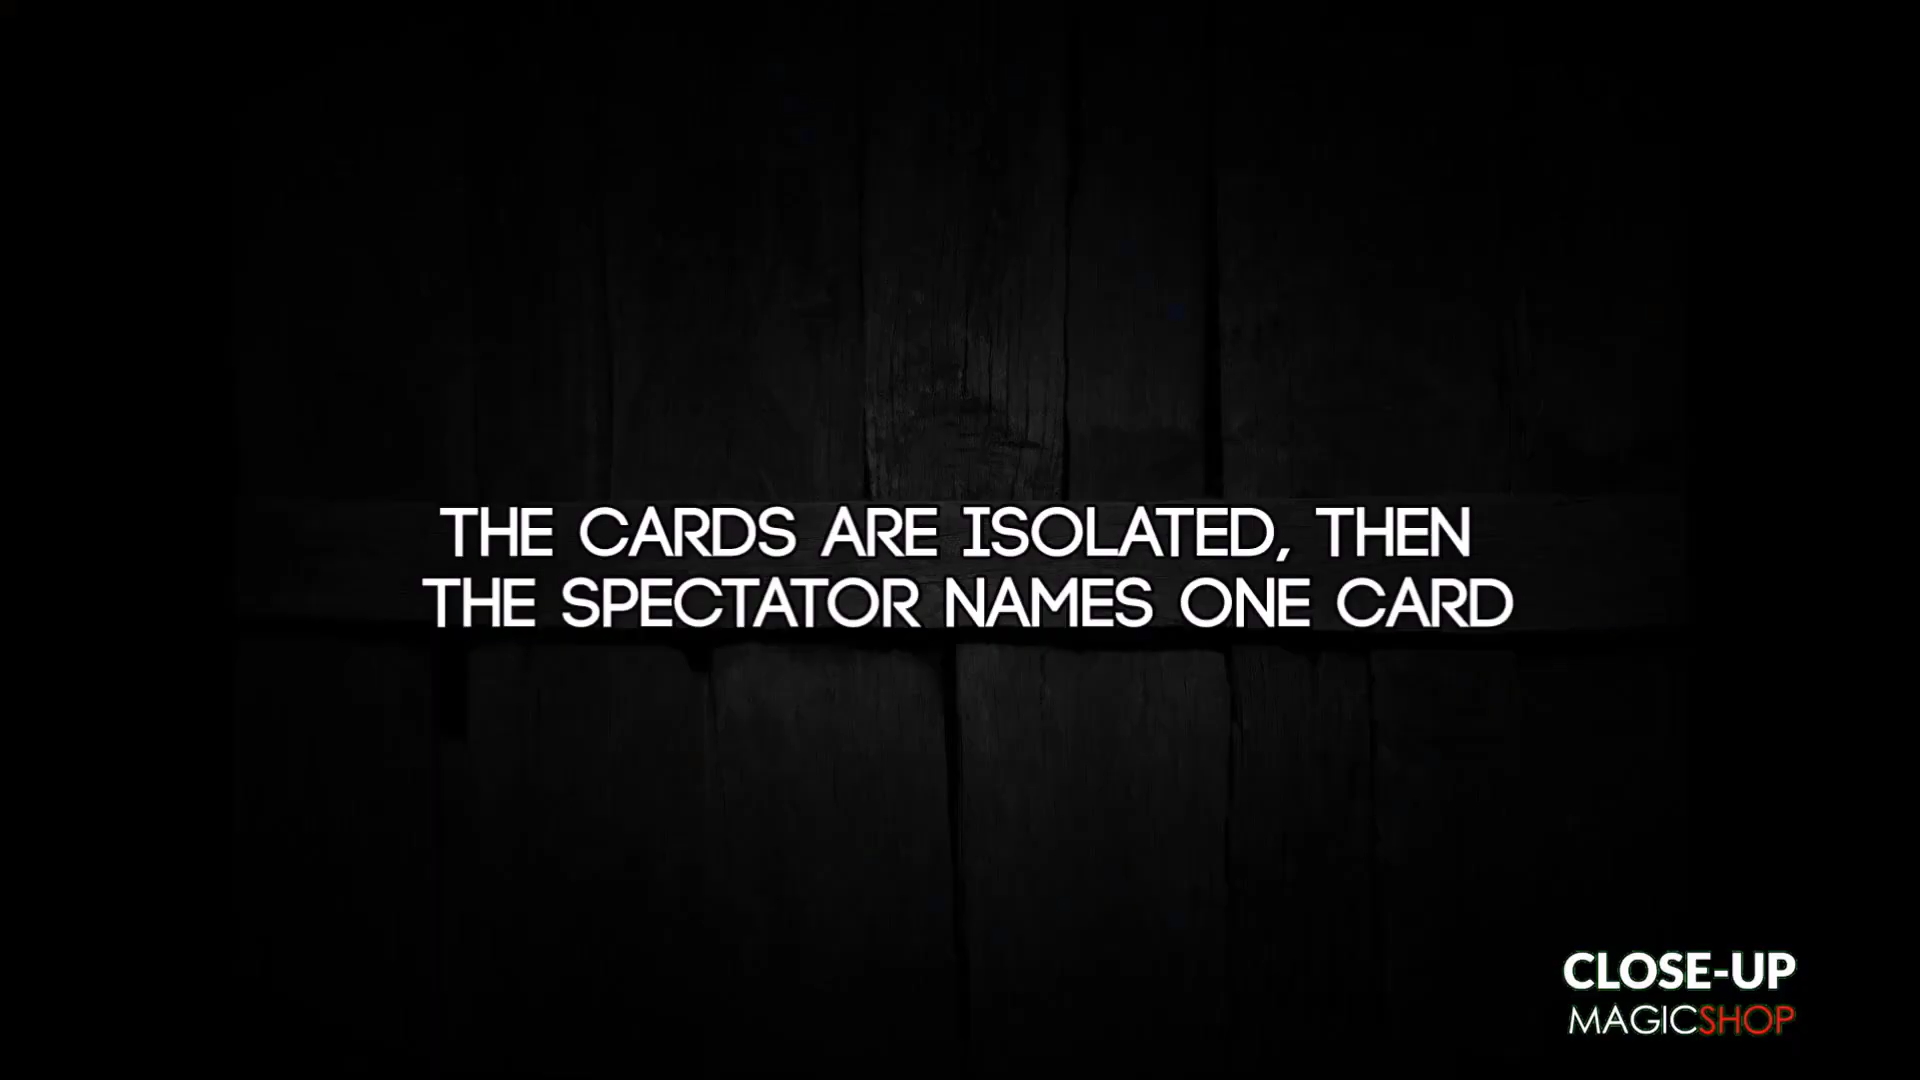 THE CARDS ARE ISOLATED, THEN
THE SPECTATOR NAMES ONE CARD
CLOSE-UP
MAGICSHOP